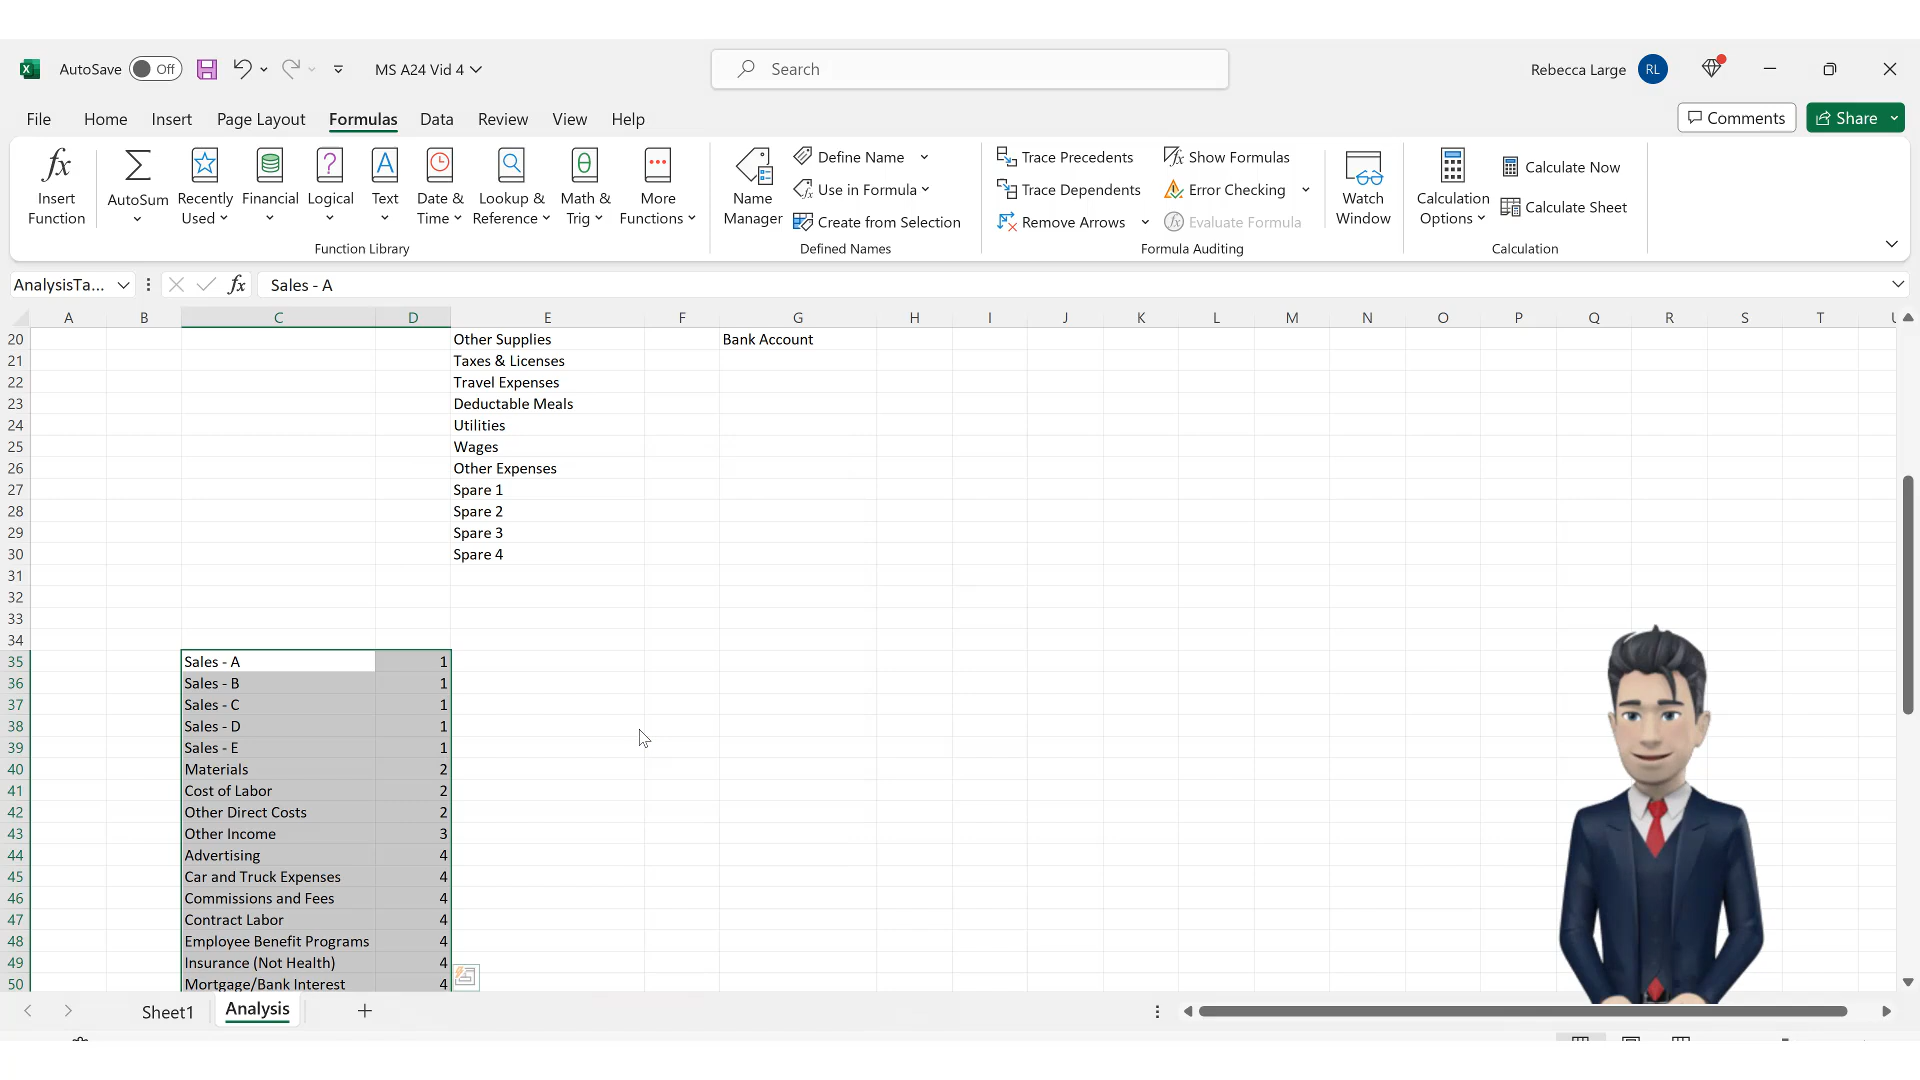 AutoSave Off MS A24 Vid 4 Search Rebecca Large RL
File Home Insert Page Layout Formulas Data Review View Help Comments Share
Insert Function
AutoSum
Recently Used
Financial
Logical
Text
Date & Time
Lookup & Reference
Math & Trig
More Functions
Function Library
Name Manager
Define Name
Use in Formula
Create from Selection
Defined Names
Trace Precedents
Trace Dependents
Remove Arrows
Show Formulas
Error Checking
Evaluate Formula
Formula Auditing
Watch Window
Calculation Options
Calculate Now
Calculate Sheet
Calculation
AnalysisTa... fx Sales - A
A B C D E F G H I J K L M N O P Q R S T
20 Other Supplies Bank Account
21 Taxes & Licenses
22 Travel Expenses
23 Deductable Meals
24 Utilities
25 Wages
26 Other Expenses
27 Spare 1
28 Spare 2
29 Spare 3
30 Spare 4
31
32
33
34
35 Sales - A 1
36 Sales - B 1
37 Sales - C 1
38 Sales - D 1
39 Sales - E 1
40 Materials 2
41 Cost of Labor 2
42 Other Direct Costs 2
43 Other Income 3
44 Advertising 4
45 Car and Truck Expenses 4
46 Commissions and Fees 4
47 Contract Labor 4
48 Employee Benefit Programs 4
49 Insurance (Not Health) 4
50 Mortgage/Bank Interest 4
Sheet1 Analysis